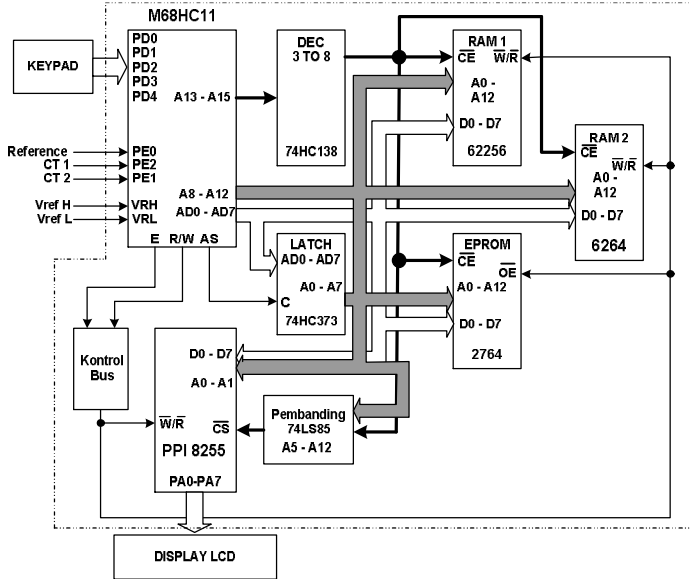 M68HC11
PD0
PD1
PD2
PD3
PD4
A13 - A15
PE0
PE2
PE1
A8 - A12
AD0 - AD7
VRH
VRL
E R/W AS
KEYPAD
Reference
CT 1
CT 2
Vref H
Vref L
DEC
3 TO 8
74HC138
RAM 1
CE W/R
A0 -
A12
D0 - D7
62256
RAM 2
CE
W/R
A0 -
A12
D0 - D7
6264
LATCH
AD0 - AD7
A0 - A7
C
74HC373
EPROM
CE
OE
A0 - A12
D0 - D7
2764
Kontrol
Bus
D0 - D7
A0 - A1
W/R
CS
PPI 8255
PA0-PA7
Pembanding
74LS85
A5 - A12
DISPLAY LCD